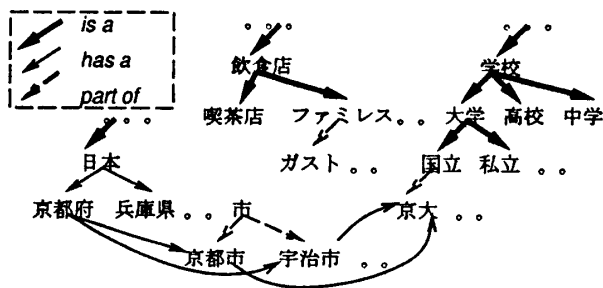 is a
has a
part of
。。。 。。。
飲食店 学校
喫茶店 ファミレス。。 大学 高校 中学
。。。
日本 ガスト。。 国立 私立 。。
京都府 兵庫県。。 市 京大 。。
京都市 宇治市 。。